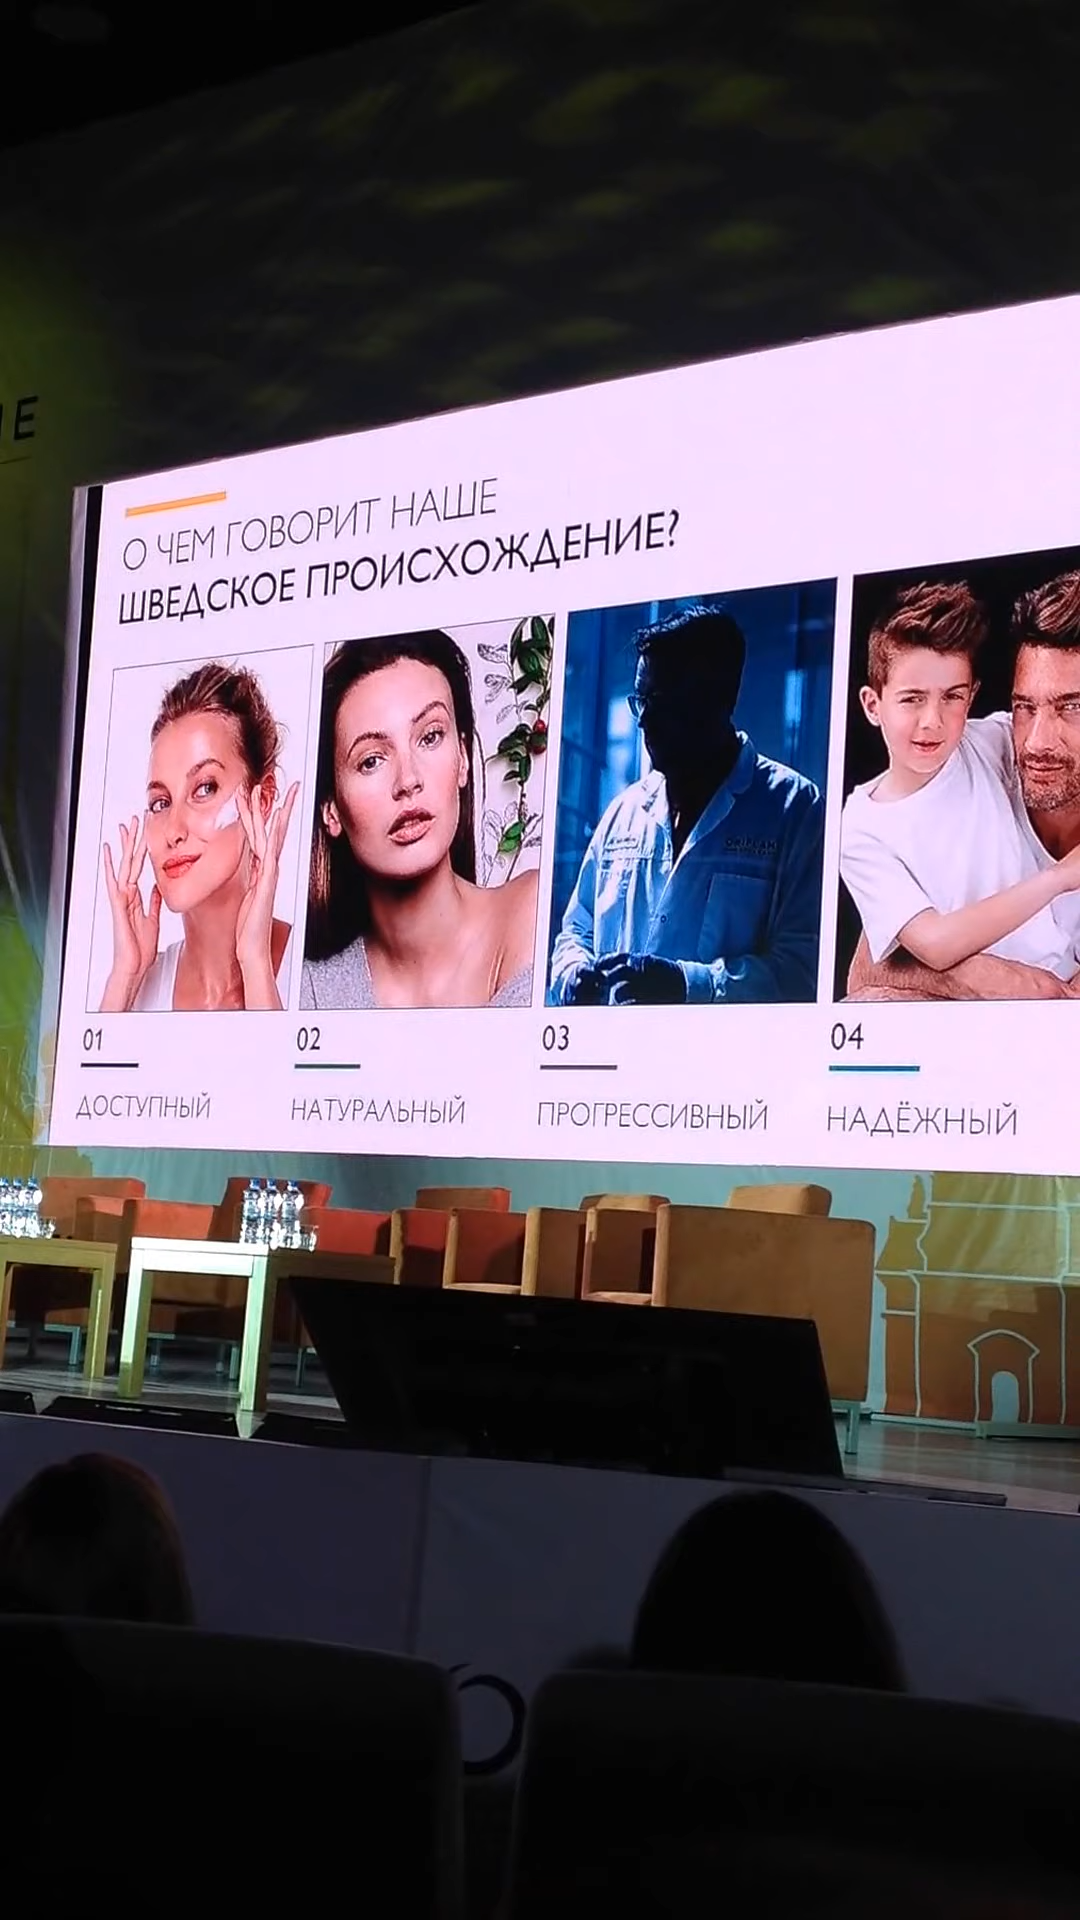 О ЧЕМ ГОВОРИТ НАШЕ
ШВЕДСКОЕ ПРОИСХОЖДЕНИЕ?
01
02
03
04
ДОСТУПНЫЙ
НАТУРАЛЬНЫЙ
ПРОГРЕССИВНЫЙ
НАДЁЖНЫЙ